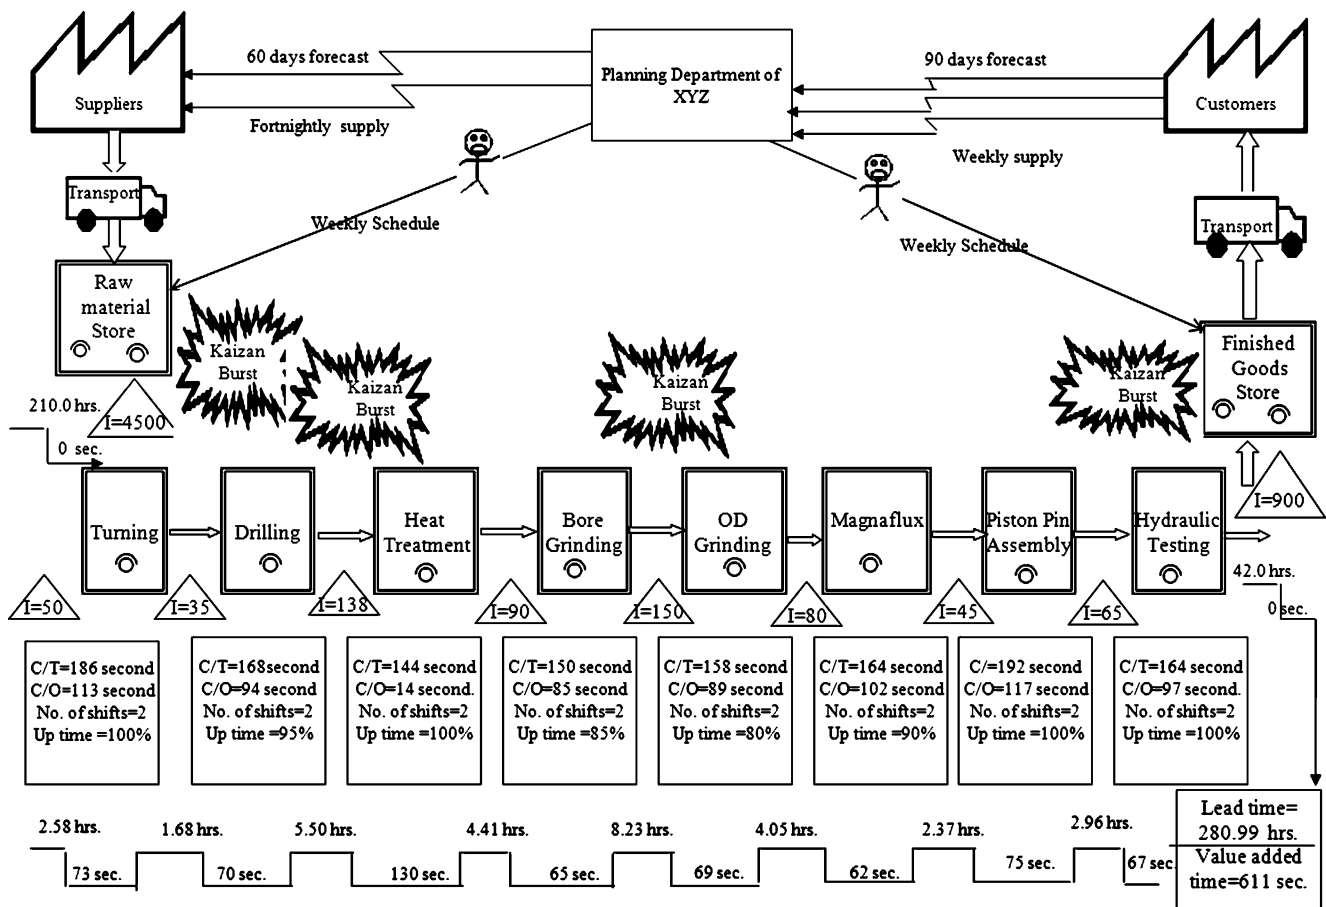 60 days forecast
Planning Department of
XYZ
90 days forecast
Suppliers
Customers
Fortnightly supply
Weekly supply
Transport
Transport
Weekly Schedule
Weekly Schedule
Raw
material
Store
Kaizan
Burst
Kaizan
Burst
Kaizan
Burst
Kaizan
Burst
Finished
Goods
Store
210.0 hrs.
I=4500
0 sec.
I=900
Turning
Drilling
Heat
Treatment
Bore
Grinding
OD
Grinding
Magnaflux
Piston Pin
Assembly
Hydraulic
Testing
42.0 hrs.
0 sec.
I=50
I=35
I=138
I=90
I=150
I=80
I=45
I=65
C/T=186 second
C/O=113 second
No. of shifts=2
Up time =100%
C/T=168second
C/O=94 second
No. of shifts=2
Up time =95%
C/T=144 second
C/O=14 second.
No. of shifts=2
Up time =100%
C/T=150 second
C/O=85 second
No. of shifts=2
Up time =85%
C/T=158 second
C/O=89 second
No. of shifts=2
Up time =80%
C/T=164 second
C/O=102 second
No. of shifts=2
Up time =90%
C/=192 second
C/O=117 second
No. of shifts=2
Up time =100%
C/T=164 second
C/O=97 second.
No. of shifts=2
Up time =100%
2.58 hrs.
1.68 hrs.
5.50 hrs.
4.41 hrs.
8.23 hrs.
4.05 hrs.
2.37 hrs.
2.96 hrs.
73 sec.
70 sec.
130 sec.
65 sec.
69 sec.
62 sec.
75 sec.
67 sec.
Lead time=
280.99 hrs.
Value added
time=611 sec.